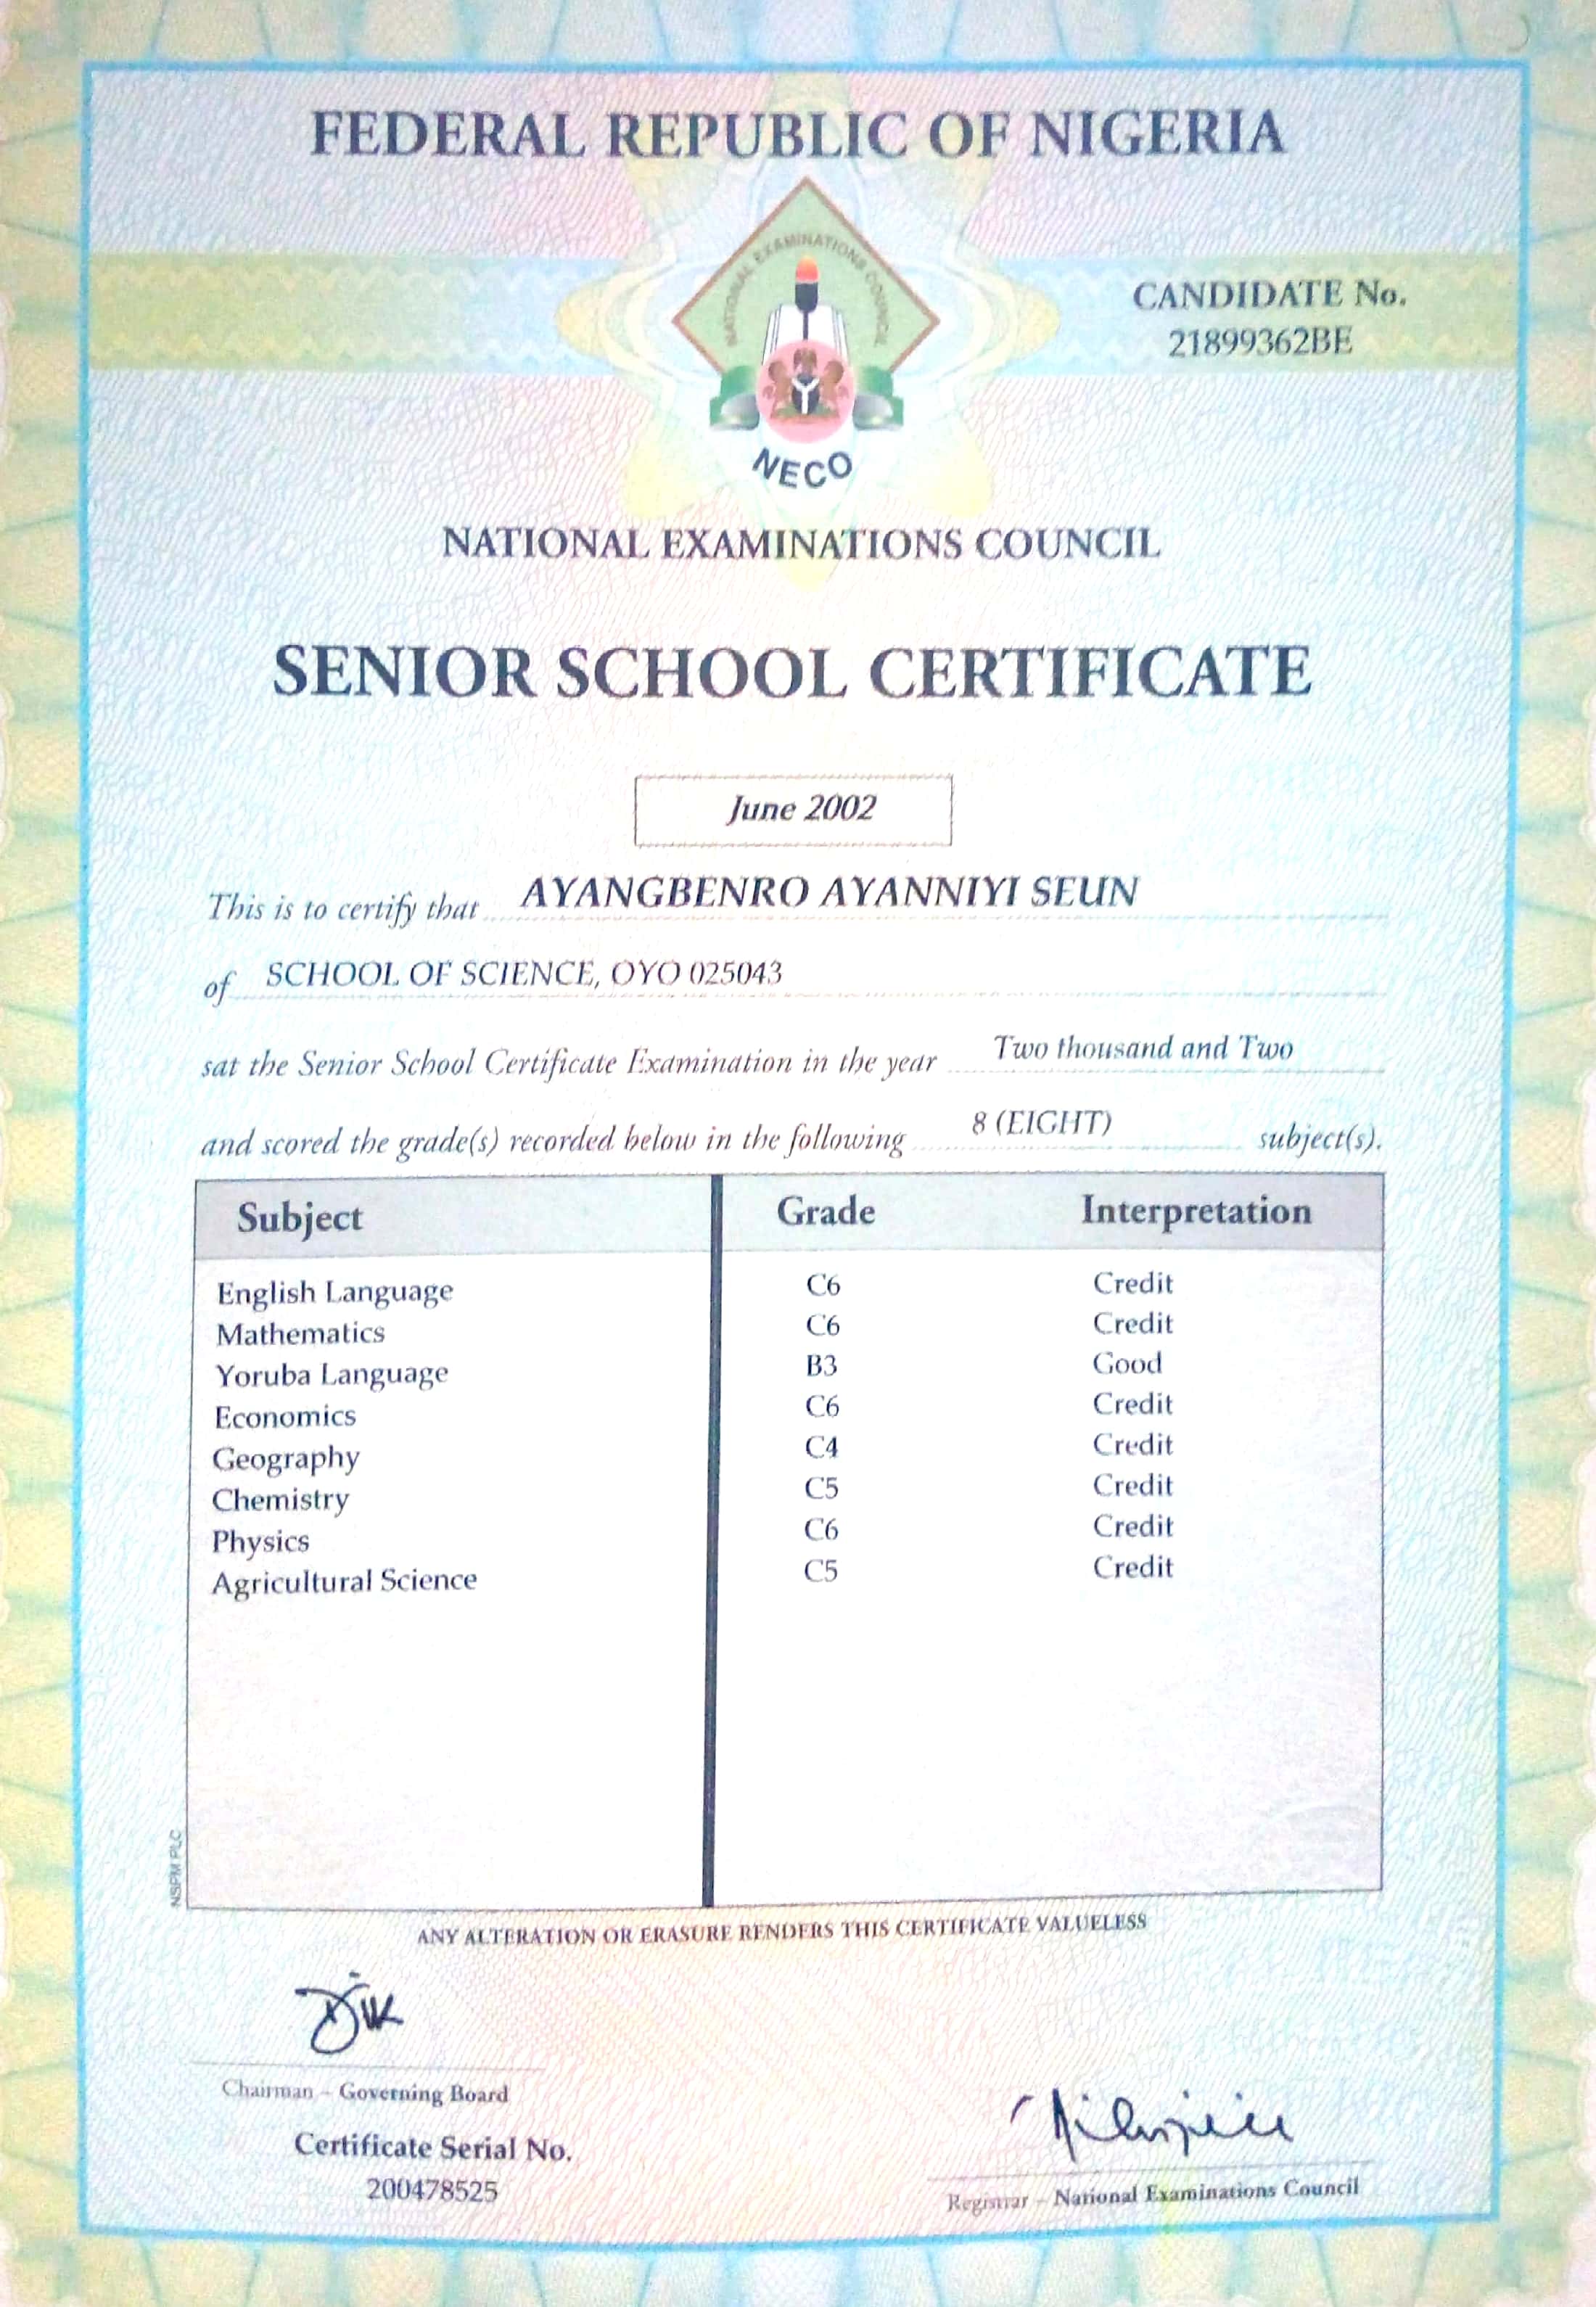 FEDERAL REPUBLIC OF NIGERIA
NATIONAL EXAMINATIONS COUNCIL
CANDIDATE No.
21899362BE
NECO
NATIONAL EXAMINATIONS COUNCIL
SENIOR SCHOOL CERTIFICATE
June 2002
This is to certify that AYANGBENRO AYANNIYI SEUN
of SCHOOL OF SCIENCE, OYO 025043
sat the Senior School Certificate Examination in the year Two thousand and Two
and scored the grade(s) recorded below in the following 8 (EIGHT) subject(s).
Subject Grade Interpretation
English Language C6 Credit
Mathematics C6 Credit
Yoruba Language B3 Good
Economics C6 Credit
Geography C4 Credit
Chemistry C5 Credit
Physics C6 Credit
Agricultural Science C5 Credit
NSPM PLC
ANY ALTERATION OR ERASURE RENDERS THIS CERTIFICATE VALUELESS
Chairman – Governing Board
Certificate Serial No.
200478525
Registrar – National Examinations Council